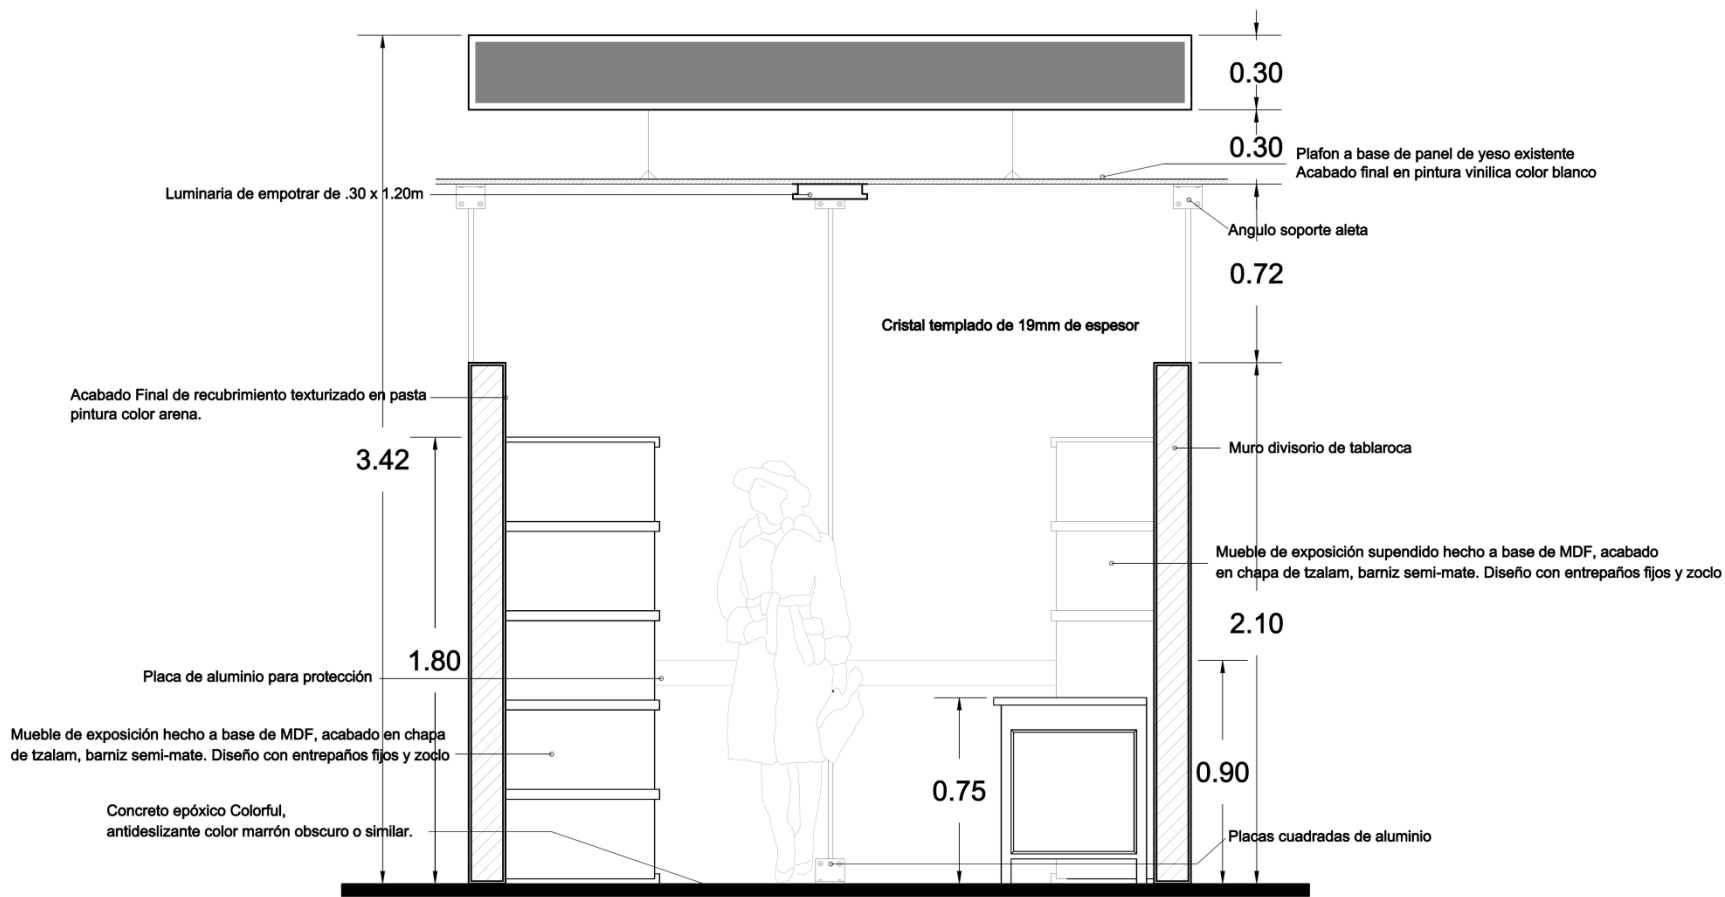 0.30
0.30
Plafon a base de panel de yeso existente
Acabado final en pintura vinilica color blanco
Luminaria de empotrar de .30 x 1.20m
Angulo soporte aleta
0.72
Cristal templado de 19mm de espesor
Acabado Final de recubrimiento texturizado en pasta
pintura color arena.
3.42
Muro divisorio de tablaroca
Mueble de exposición supendido hecho a base de MDF, acabado
en chapa de tzalam, barniz semi-mate. Diseño con entrepaños fijos y zoclo
2.10
1.80
Placa de aluminio para protección
Mueble de exposición hecho a base de MDF, acabado en chapa
de tzalam, barniz semi-mate. Diseño con entrepaños fijos y zoclo
0.75
0.90
Concreto epóxico Colorful,
antideslizante color marrón obscuro o similar.
Placas cuadradas de aluminio